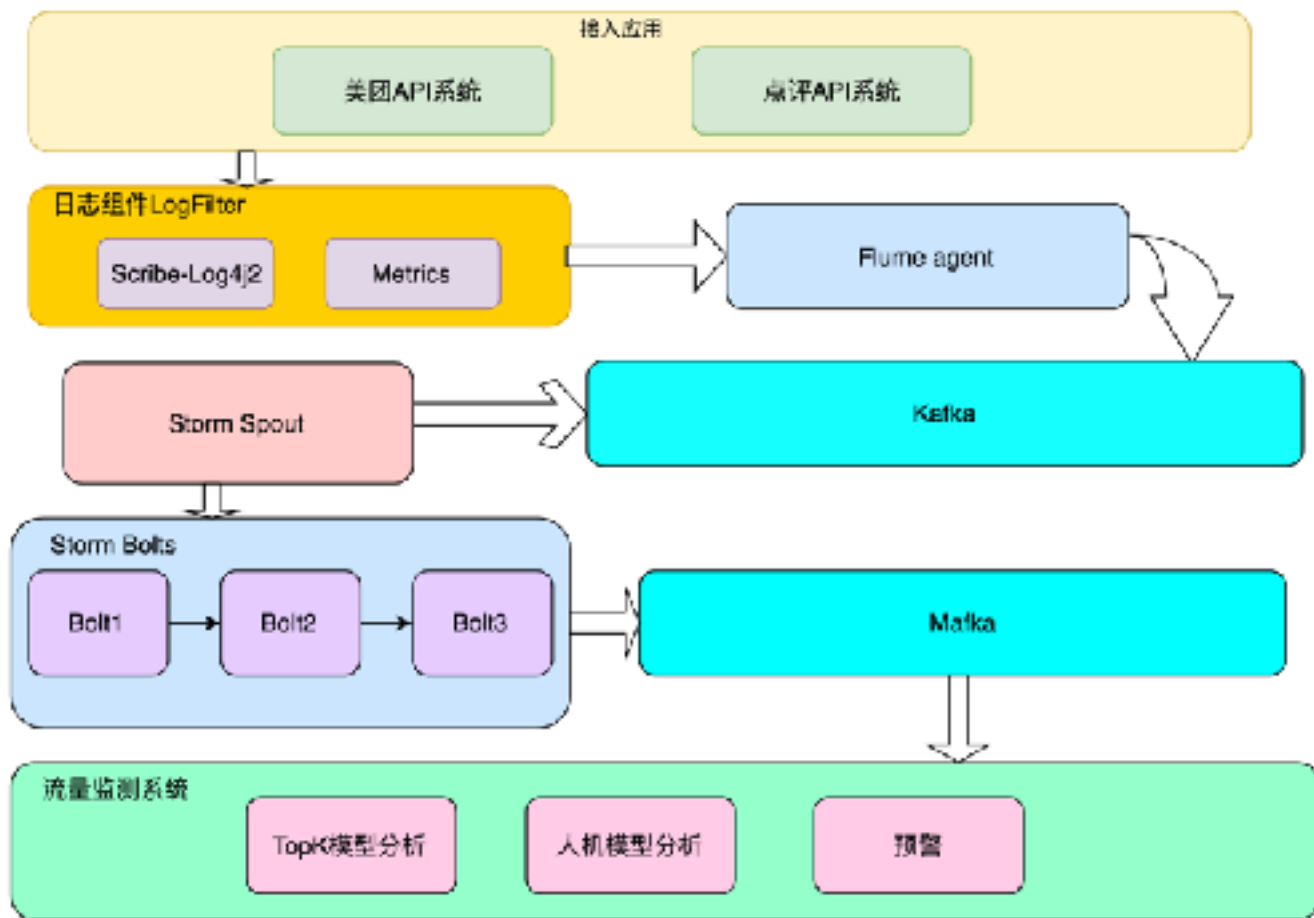 接入应用
美团API系统
点评API系统
日志组件LogFilter
Scribe-Log4j2
Metrics
Flume agent
Storm Spout
Kafka
Storm Bolts
Bolt1
Bolt2
Bolt3
Mafka
流量监测系统
TopK模型分析
人机模型分析
预警